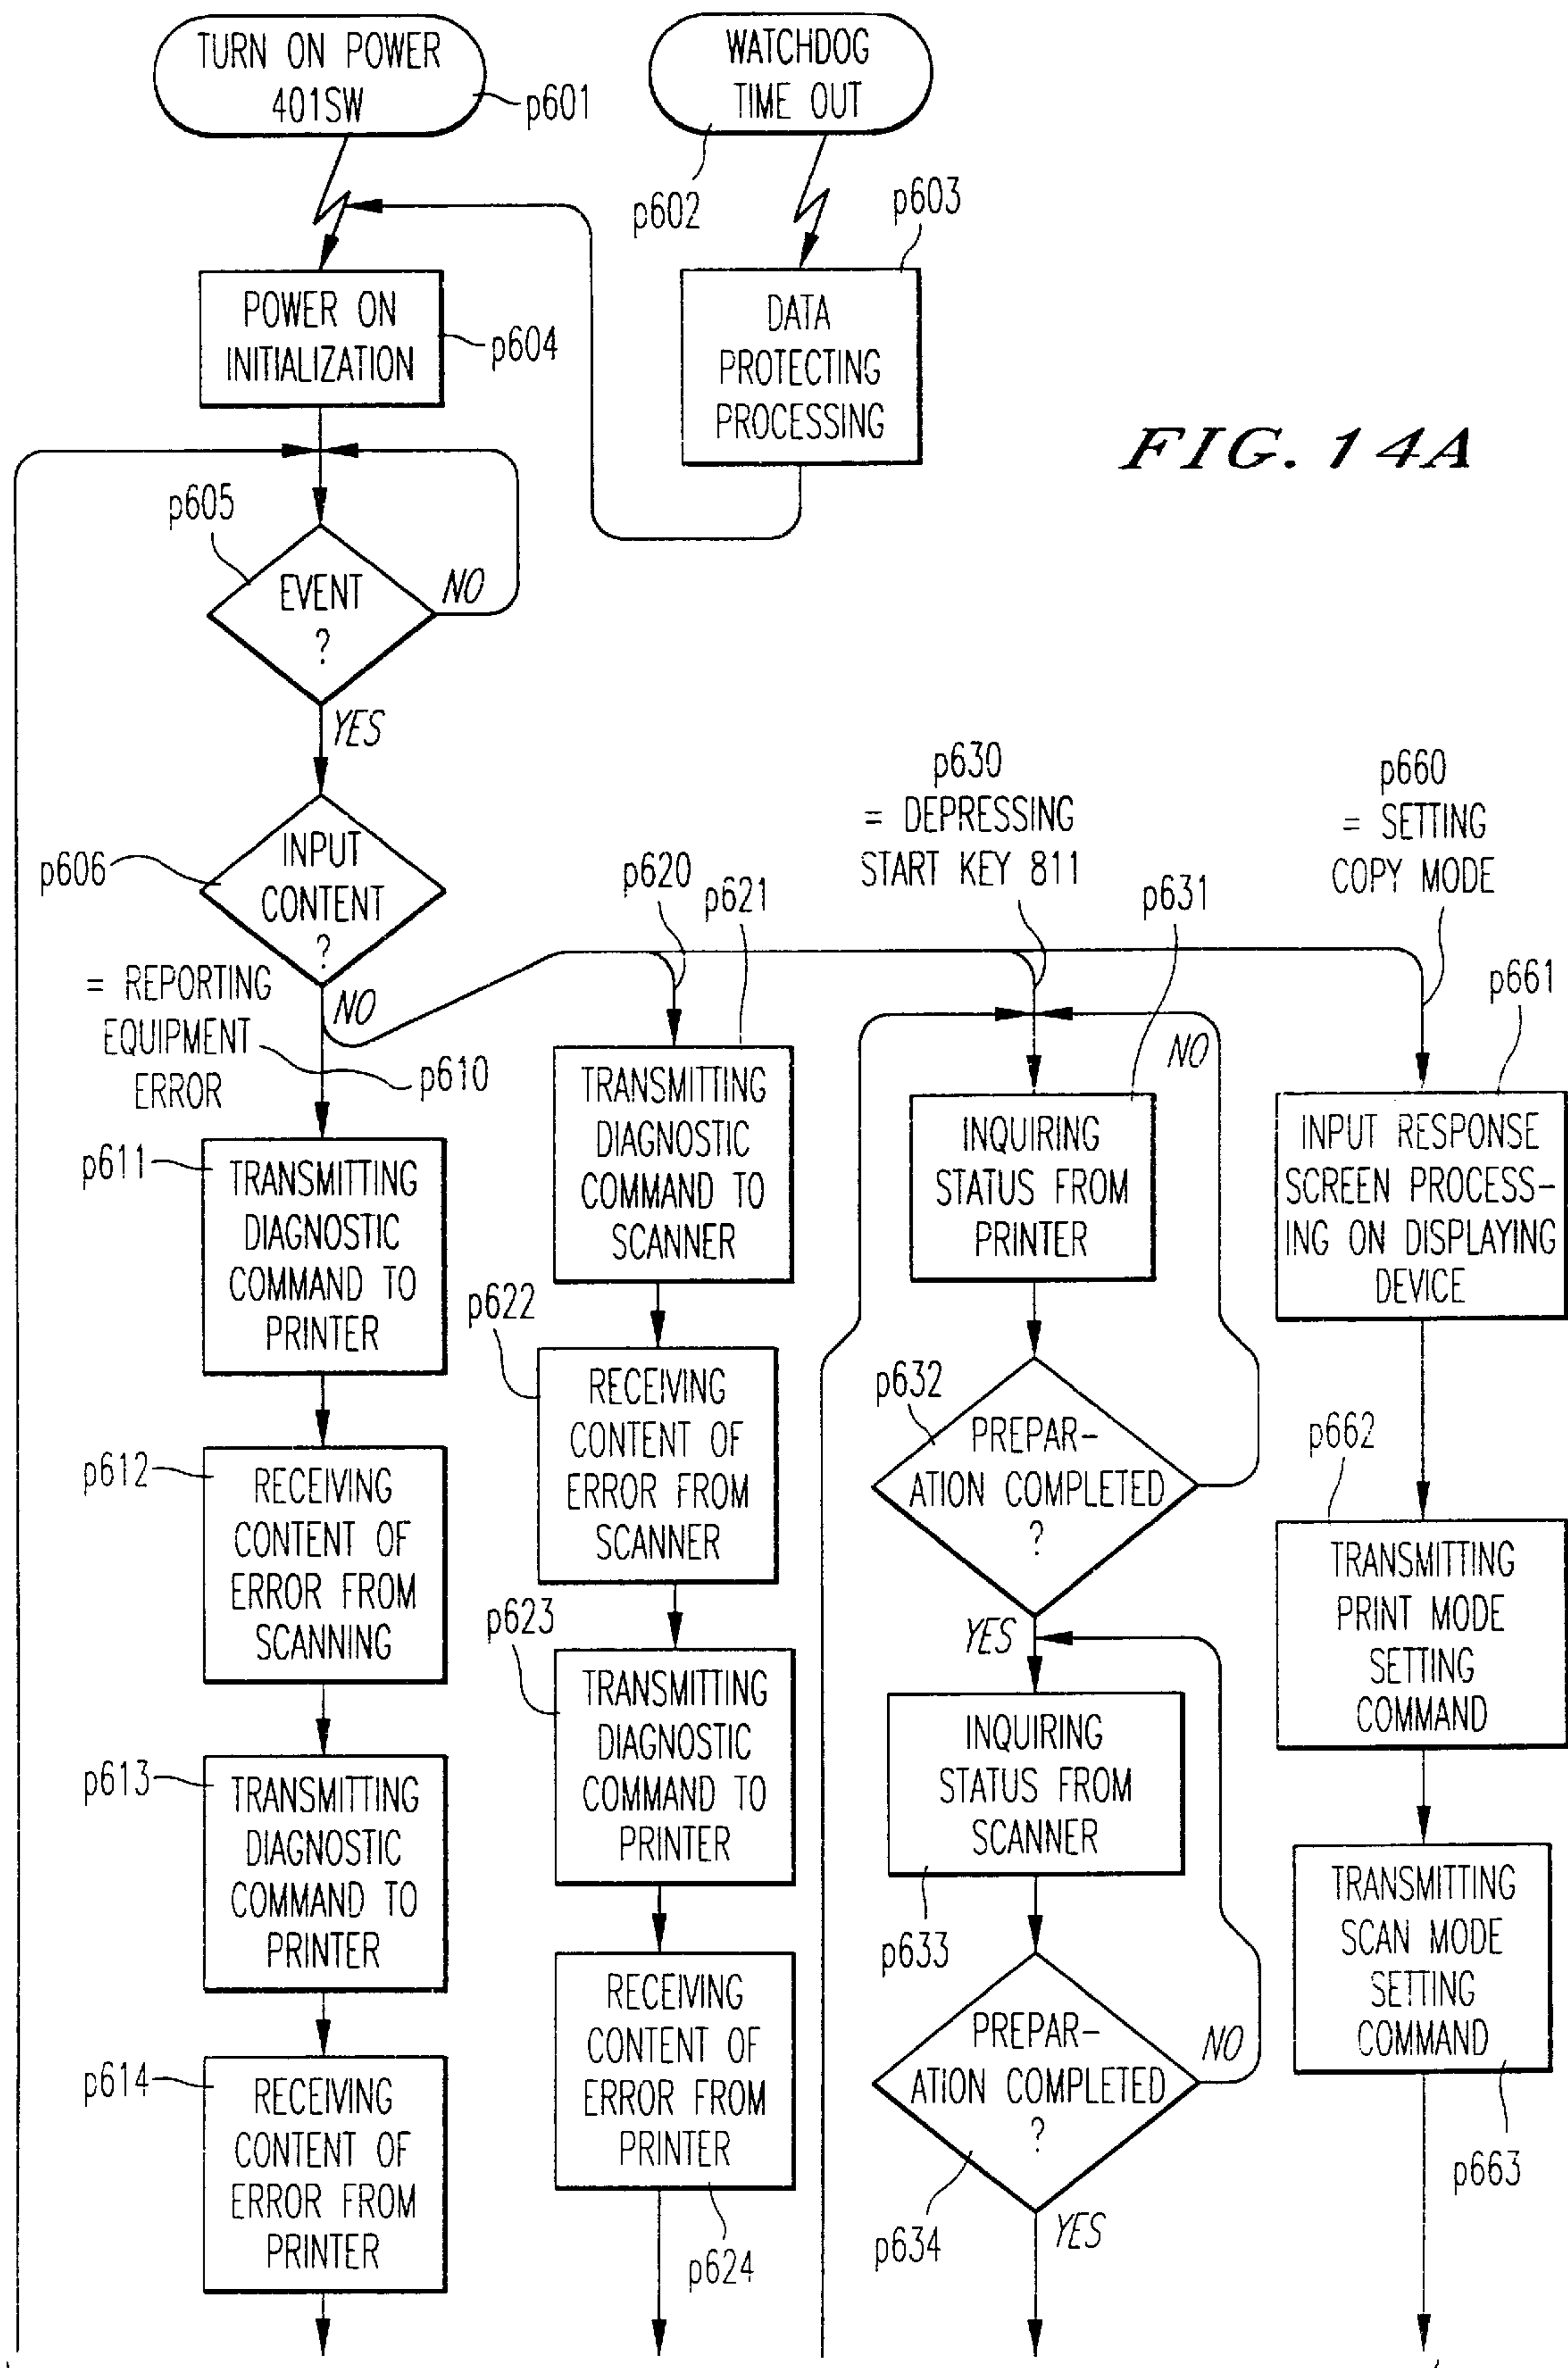 TURN ON POWER
401SW
p601
WATCHDOG
TIME OUT
p602
p603
DATA
PROTECTING
PROCESSING
POWER ON
INITIALIZATION
p604
FIG. 14A
p605
EVENT
?
NO
YES
p606
INPUT
CONTENT
?
NO
= REPORTING
EQUIPMENT
ERROR
p610
p611
TRANSMITTING
DIAGNOSTIC
COMMAND TO
PRINTER
p612
RECEIVING
CONTENT OF
ERROR FROM
SCANNING
p613
TRANSMITTING
DIAGNOSTIC
COMMAND TO
PRINTER
p614
RECEIVING
CONTENT OF
ERROR FROM
PRINTER
p620
p621
TRANSMITTING
DIAGNOSTIC
COMMAND TO
SCANNER
p622
RECEIVING
CONTENT OF
ERROR FROM
SCANNER
p623
TRANSMITTING
DIAGNOSTIC
COMMAND TO
PRINTER
RECEIVING
CONTENT OF
ERROR FROM
PRINTER
p624
p630
= DEPRESSING
START KEY 811
p631
NO
INQUIRING
STATUS FROM
PRINTER
p632
PREPAR-
ATION COMPLETED
?
YES
INQUIRING
STATUS FROM
SCANNER
p633
PREPAR-
ATION COMPLETED
?
NO
p634
YES
p660
= SETTING
COPY MODE
p661
INPUT RESPONSE
SCREEN PROCESS-
ING ON DISPLAYING
DEVICE
p662
TRANSMITTING
PRINT MODE
SETTING
COMMAND
TRANSMITTING
SCAN MODE
SETTING
COMMAND
p663